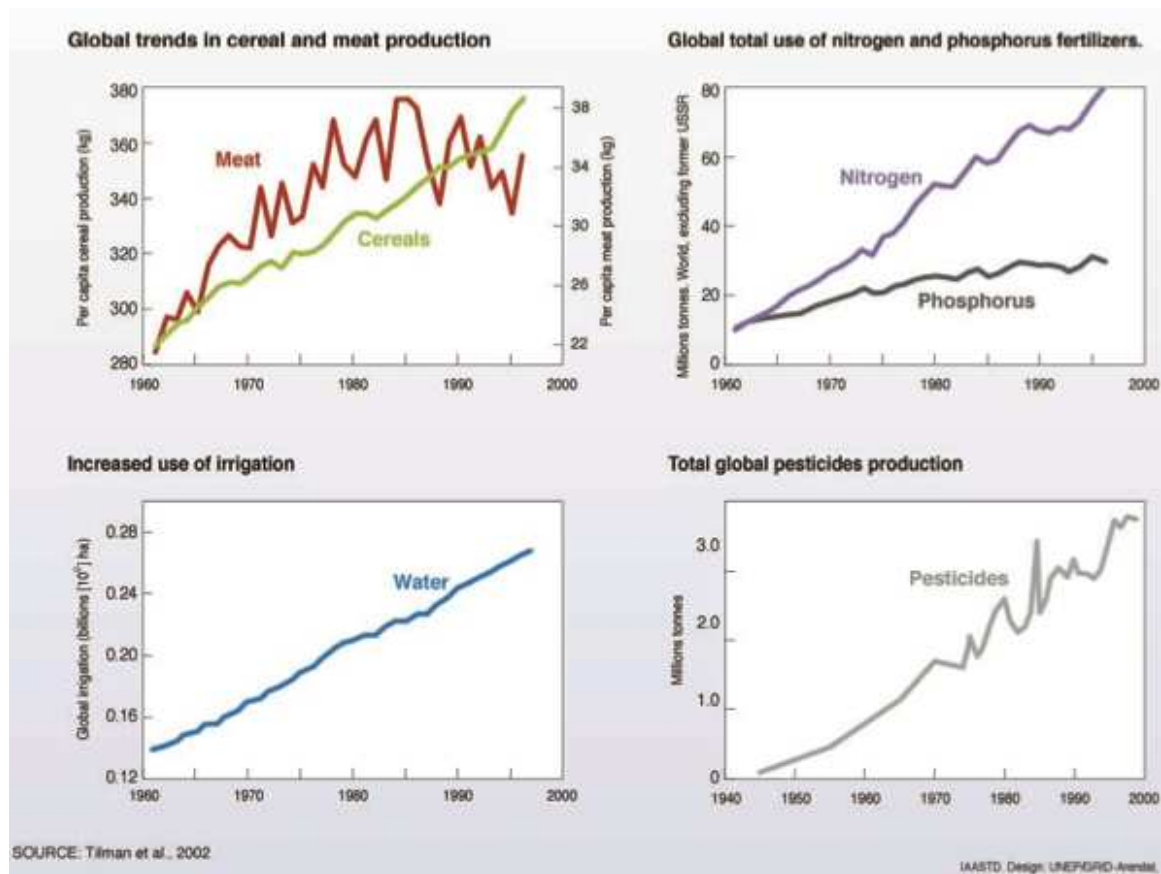 Global trends in cereal and meat production
Per capita cereal production (kg)
380
360
340
320
300
280
Meat
Cereals
38
34
30
26
22
Per capita meat production (kg)
1960
1970
1980
1990
2000
Global total use of nitrogen and phosphorus fertilizers.
Millions tonnes. World, excluding former USSR
80
60
40
20
0
Nitrogen
Phosphorus
1960
1970
1980
1990
2000
Increased use of irrigation
Global irrigation (billions [10⁹] ha)
0.28
0.24
0.20
0.16
0.12
Water
1960
1970
1980
1990
2000
Total global pesticides production
Millions tonnes
3.0
2.0
1.0
0
Pesticides
1940
1950
1960
1970
1980
1990
2000
SOURCE: Tilman et al., 2002
IAASTD. Design: UNEP/GRID-Arendal.